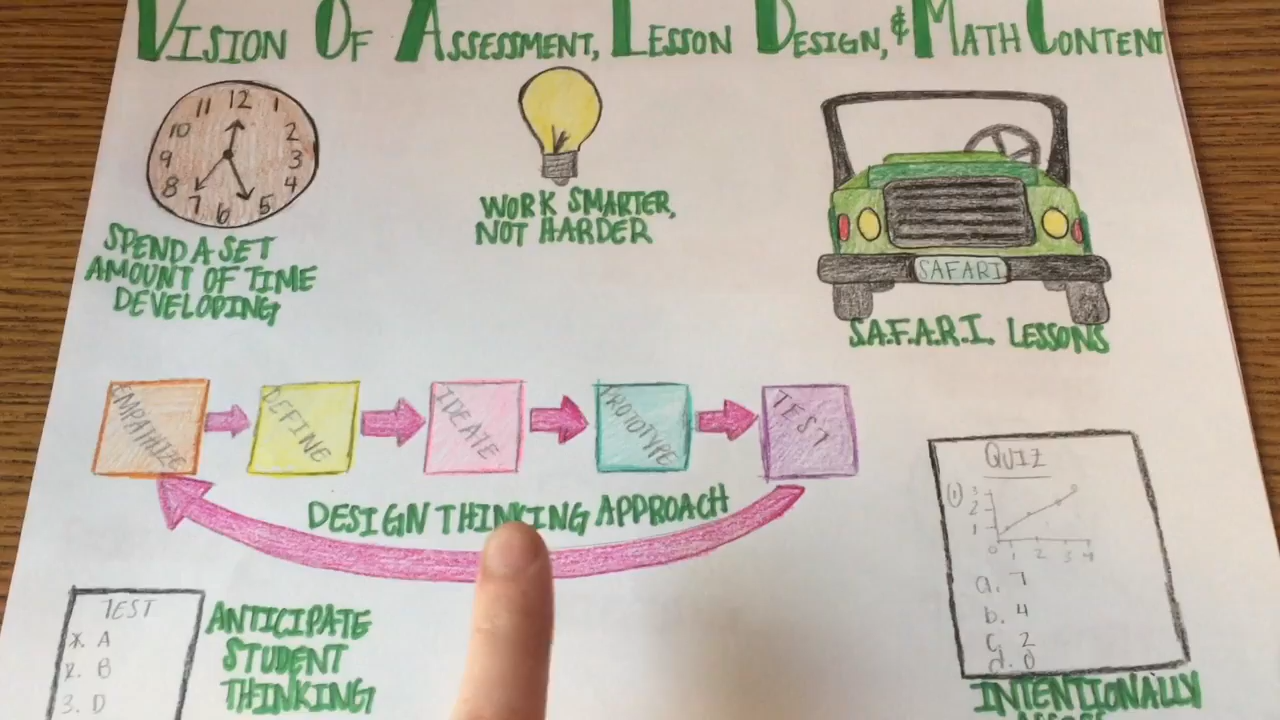 VISION OF ASSESSMENT, LESSON DESIGN, & MATH CONTENT
12
11
1
10
2
9
3
8
4
7
6
5
SPEND A SET
AMOUNT OF TIME
DEVELOPING
WORK SMARTER,
NOT HARDER
SAFARI
S.A.F.A.R.I. LESSONS
EMPATHIZE
DEFINE
IDEATE
PROTOTYPE
TEST
DESIGN THINKING APPROACH
QUIZ
①
3
2
1
0
1 2 3 4
a. 7
b. 4
c. 2
d. 0
INTENTIONALLY
TEST
A
B
3. D
ANTICIPATE
STUDENT
THINKING